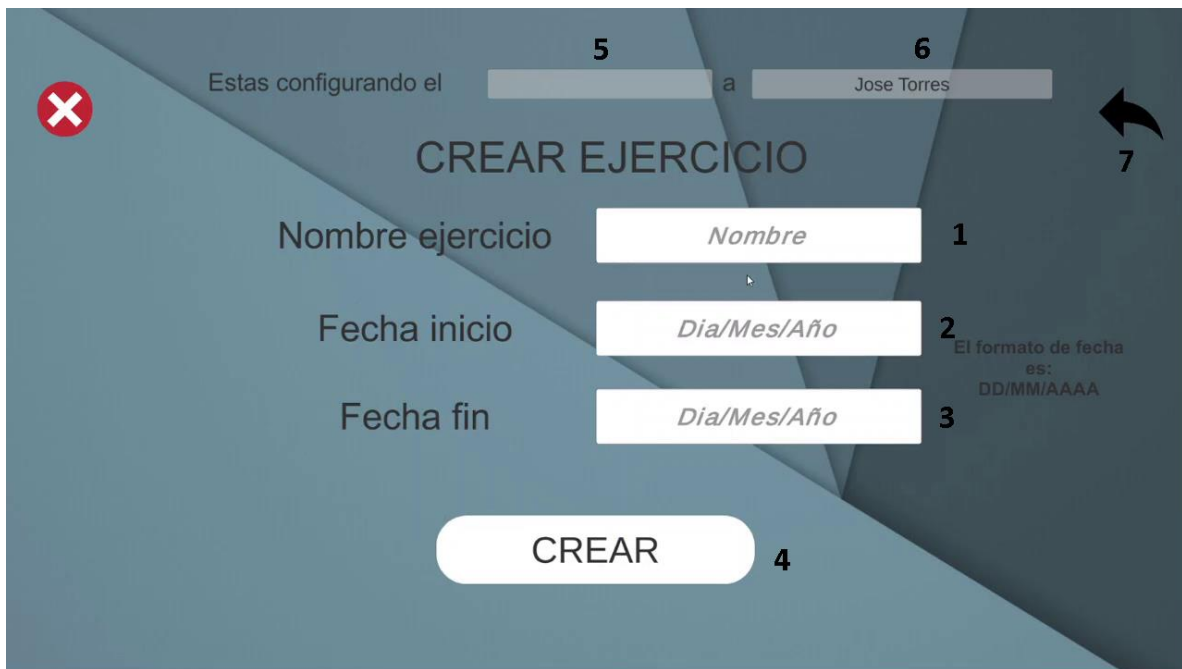 5 6
Estas configurando el a Jose Torres
CREAR EJERCICIO
7
Nombre ejercicio Nombre 1
Fecha inicio Dia/Mes/Año 2
El formato de fecha
es:
DD/MM/AAAA
Fecha fin Dia/Mes/Año 3
CREAR 4